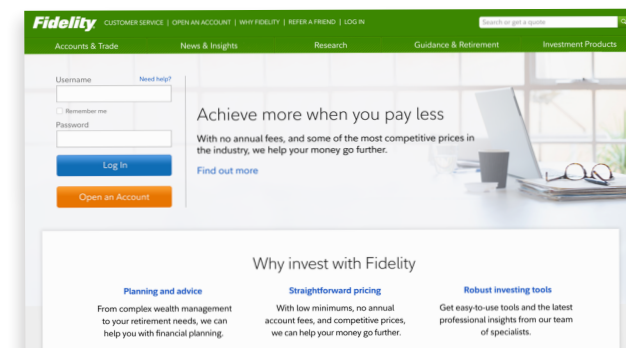 Fidelity CUSTOMER SERVICE | OPEN AN ACCOUNT | WHY FIDELITY | REFER A FRIEND | LOG IN Search or get a quote
Accounts & Trade News & Insights Research Guidance & Retirement Investment Products
Username Need help?
Remember me
Password
Log In
Open an Account
Achieve more when you pay less
With no annual fees, and some of the most competitive prices in
the industry, we help your money go further.
Find out more
Why invest with Fidelity
Planning and advice
From complex wealth management
to your retirement needs, we can
help you with financial planning.
Straightforward pricing
With low minimums, no annual
account fees, and competitive prices,
we can help your money go further.
Robust investing tools
Get easy-to-use tools and the latest
professional insights from our team
of specialists.